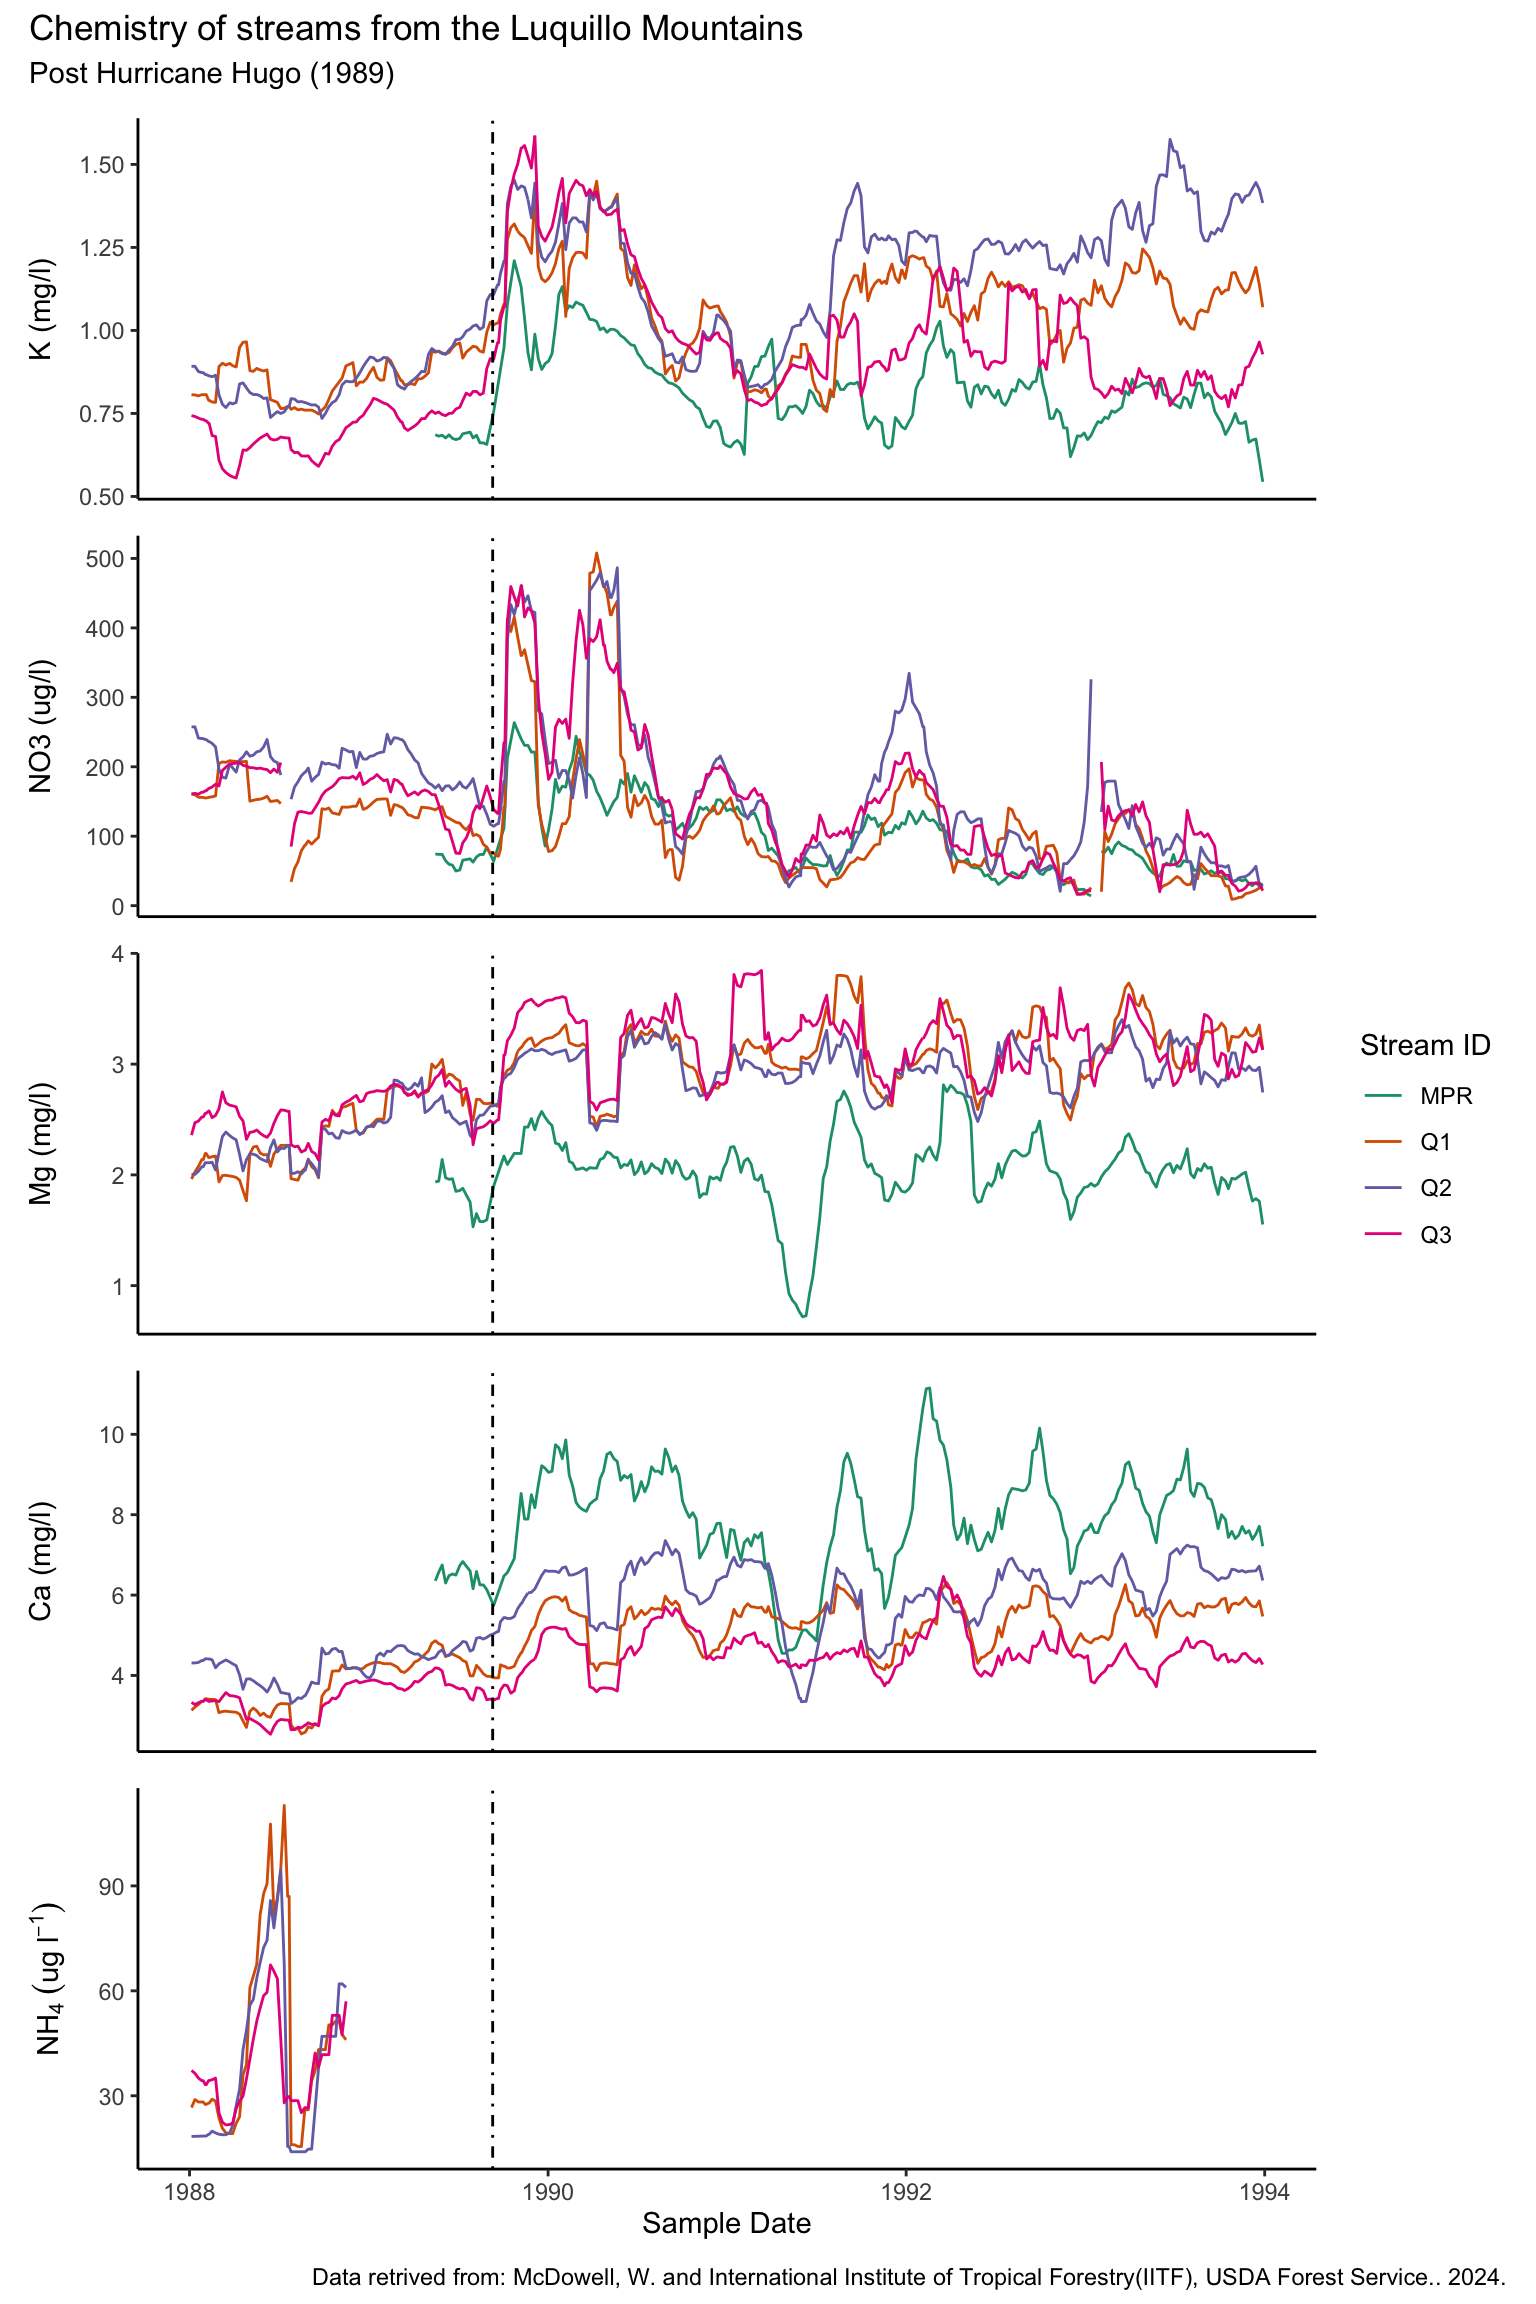 Chemistry of streams from the Luquillo Mountains
Post Hurricane Hugo (1989)
K (mg/l)
1.50
1.25
1.00
0.75
0.50
NO3 (ug/l)
500
400
300
200
100
0
Mg (mg/l)
4
3
2
1
Ca (mg/l)
10
8
6
4
NH₄ (ug l⁻¹)
90
60
30
1988 1990 1992 1994
Sample Date
Stream ID
MPR
Q1
Q2
Q3
Data retrived from: McDowell, W. and International Institute of Tropical Forestry(IITF), USDA Forest Service.. 2024.